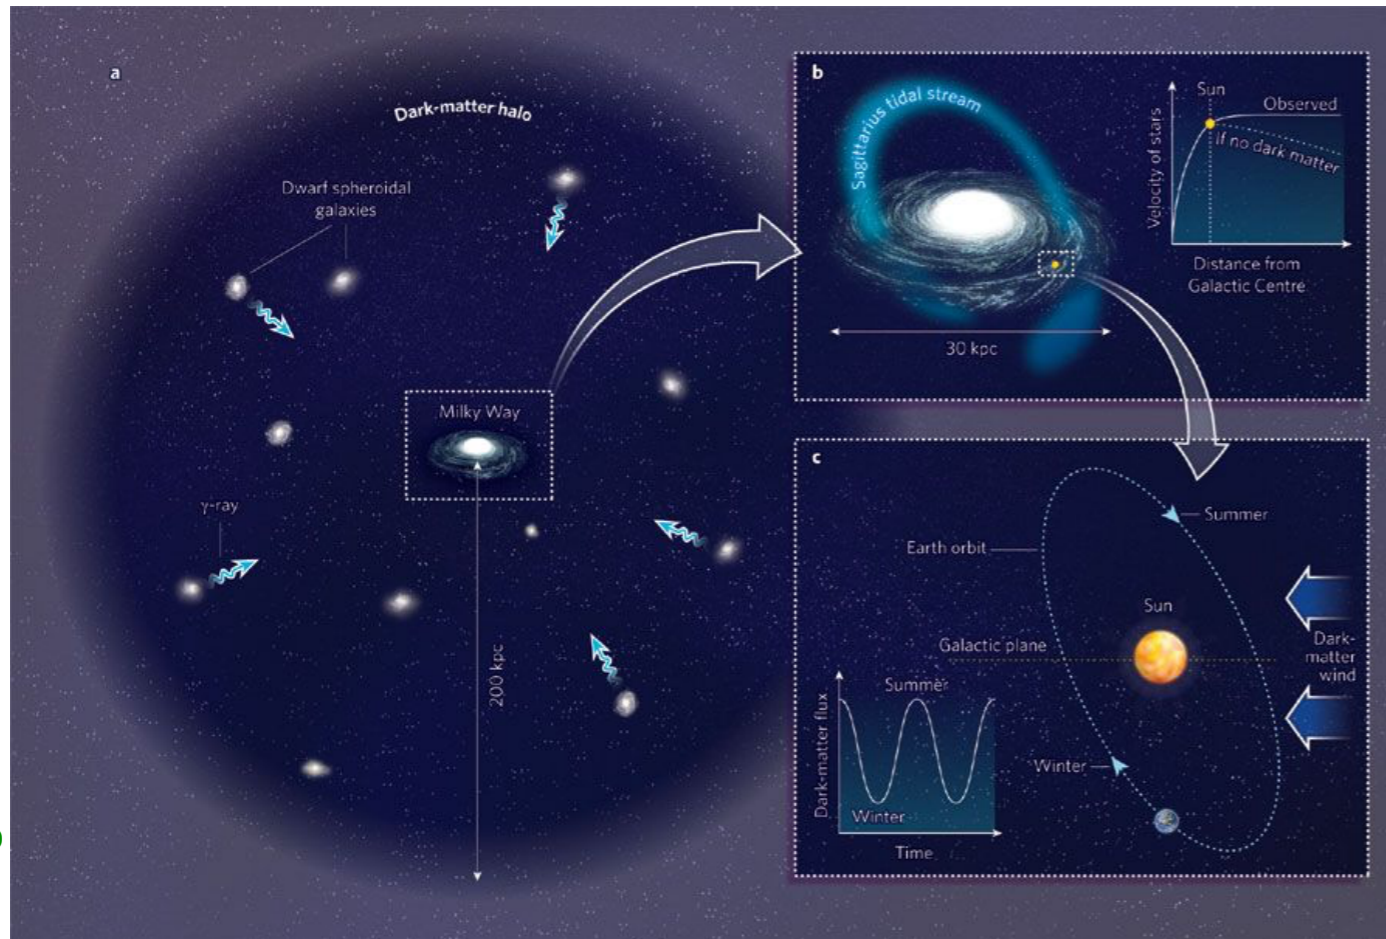 a
Dark-matter halo
Dwarf spheroidal
galaxies
Milky Way
γ-ray
200 kpc
b
Sagittarius tidal stream
30 kpc
Velocity of stars
Sun
Observed
If no dark matter
Distance from
Galactic Centre
c
Summer
Earth orbit
Sun
Galactic plane
Dark-
matter
wind
Winter
Dark-matter flux
Summer
Winter
Time